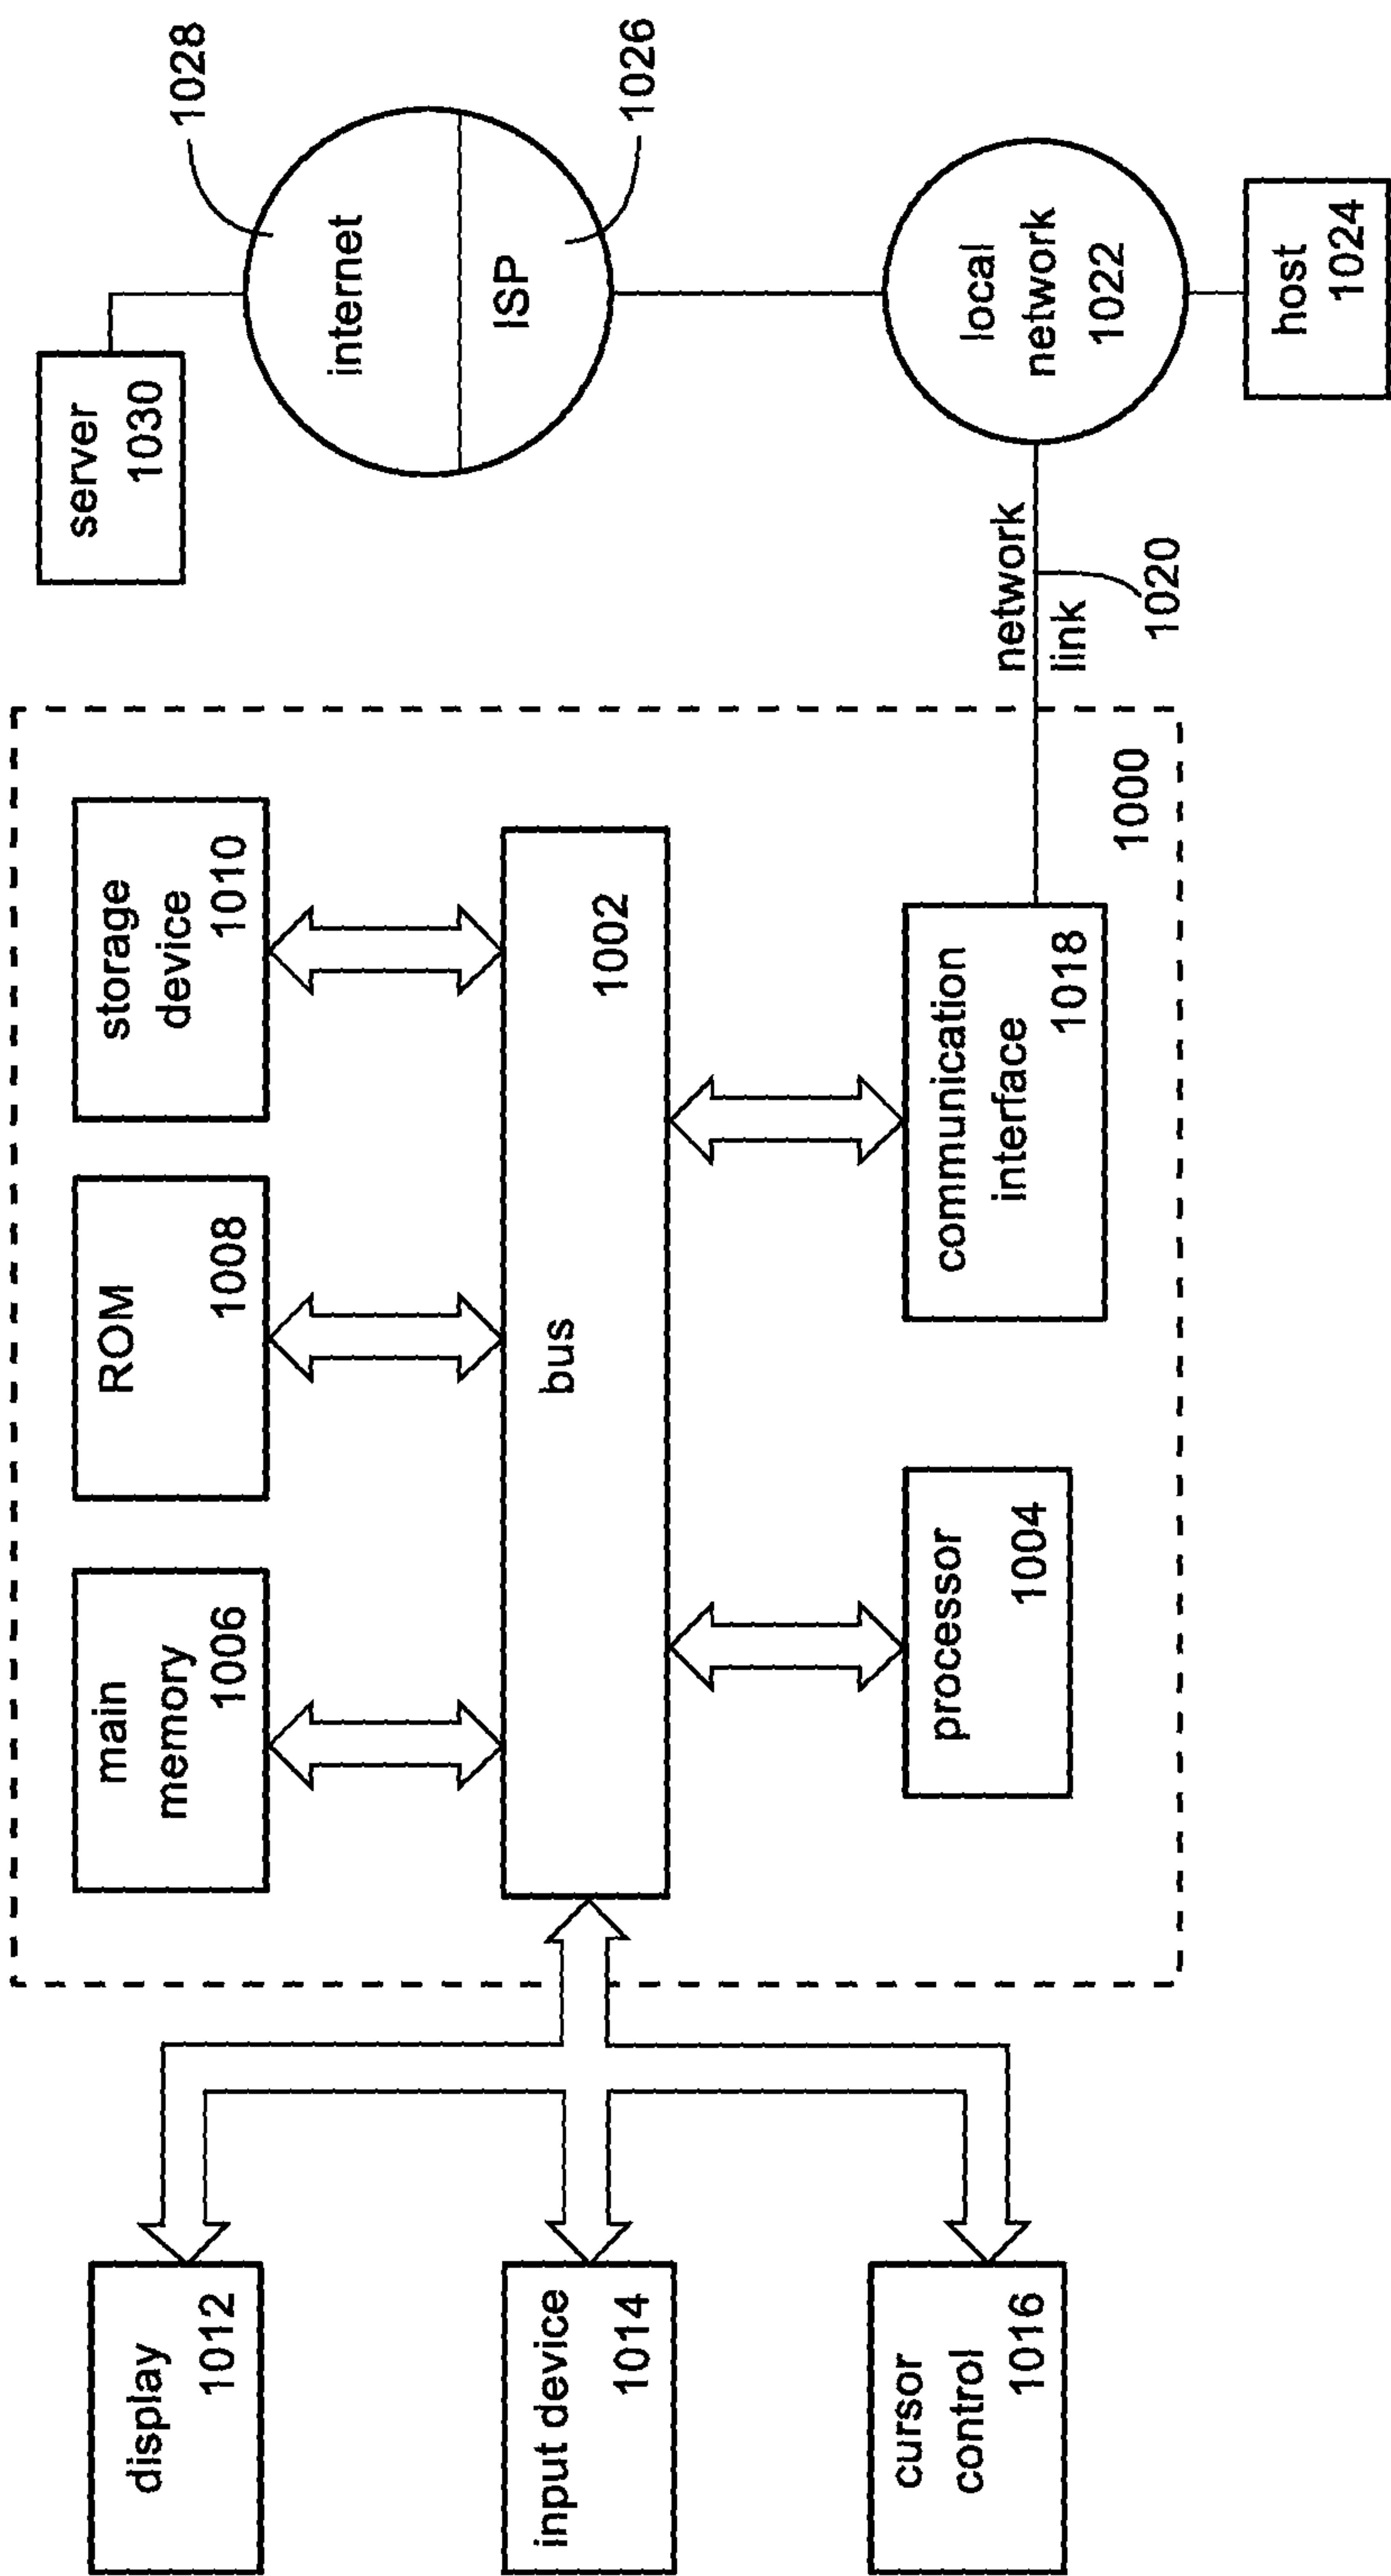 display
1012
input device
1014
cursor
control
1016
main
memory
1006
ROM
1008
storage
device
1010
bus
1002
processor
1004
communication
interface
1018
1000
network
link
1020
server
1030
internet
1028
ISP
1026
local
network
1022
host
1024